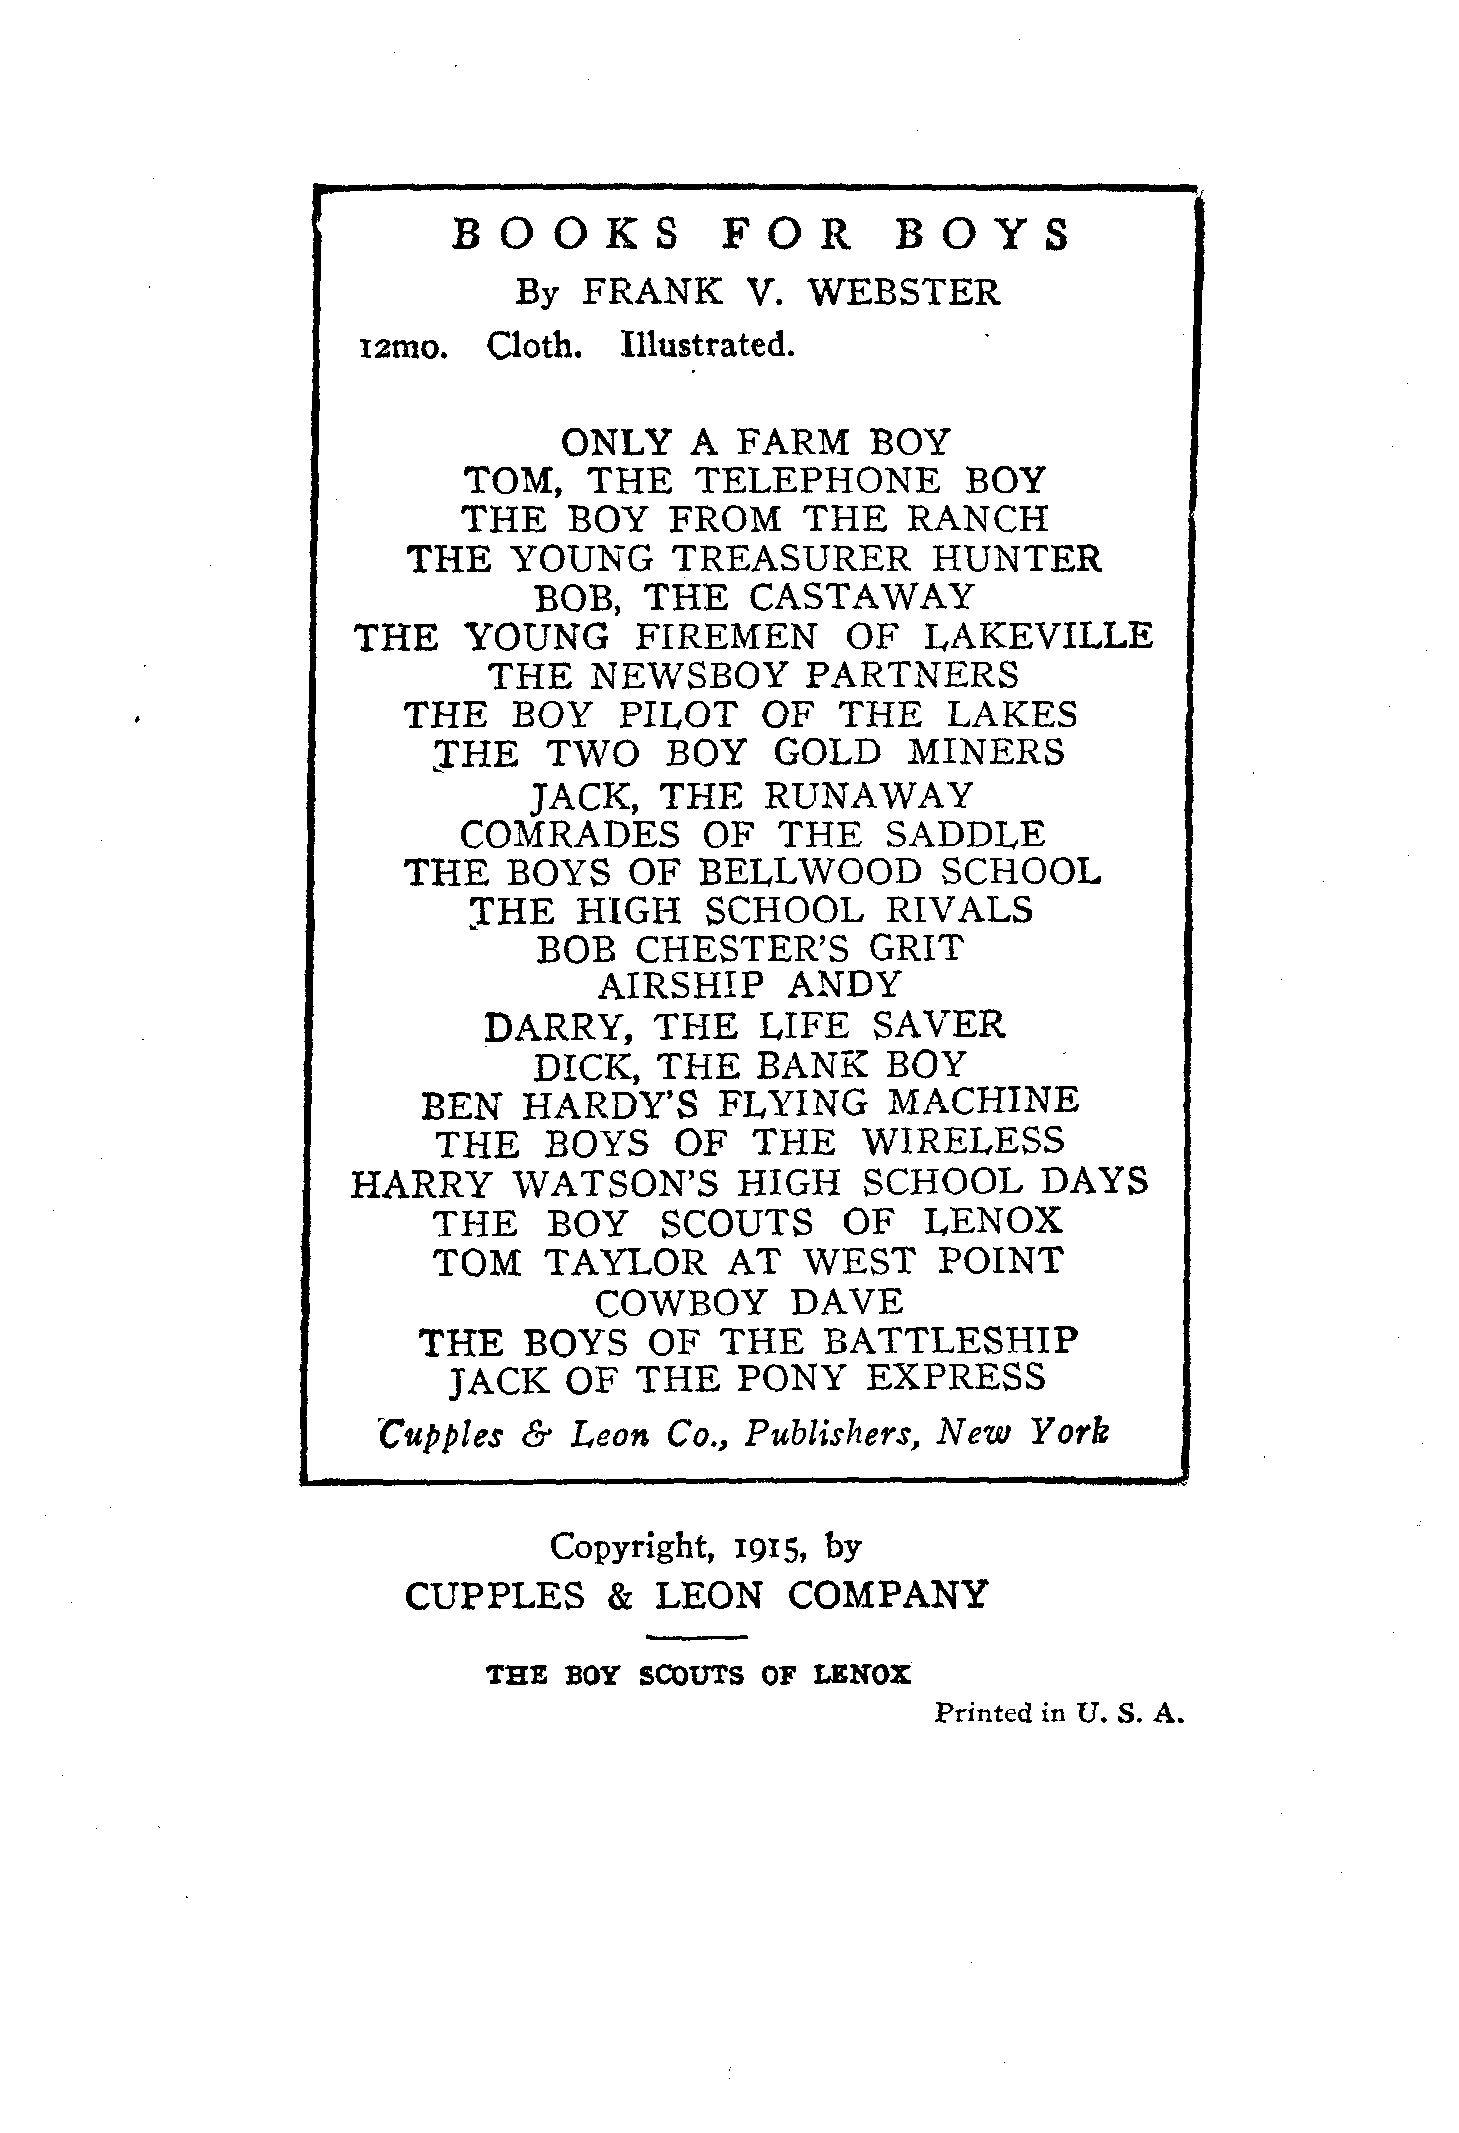 BOOKS FOR BOYS
By FRANK V. WEBSTER
12mo. Cloth. Illustrated.
ONLY A FARM BOY
TOM, THE TELEPHONE BOY
THE BOY FROM THE RANCH
THE YOUNG TREASURER HUNTER
BOB, THE CASTAWAY
THE YOUNG FIREMEN OF LAKEVILLE
THE NEWSBOY PARTNERS
THE BOY PILOT OF THE LAKES
THE TWO BOY GOLD MINERS
JACK, THE RUNAWAY
COMRADES OF THE SADDLE
THE BOYS OF BELLWOOD SCHOOL
THE HIGH SCHOOL RIVALS
BOB CHESTER'S GRIT
AIRSHIP ANDY
DARRY, THE LIFE SAVER
DICK, THE BANK BOY
BEN HARDY'S FLYING MACHINE
THE BOYS OF THE WIRELESS
HARRY WATSON'S HIGH SCHOOL DAYS
THE BOY SCOUTS OF LENOX
TOM TAYLOR AT WEST POINT
COWBOY DAVE
THE BOYS OF THE BATTLESHIP
JACK OF THE PONY EXPRESS
Cupples & Leon Co., Publishers, New York
Copyright, 1915, by
CUPPLES & LEON COMPANY
THE BOY SCOUTS OF LENOX
Printed in U. S. A.